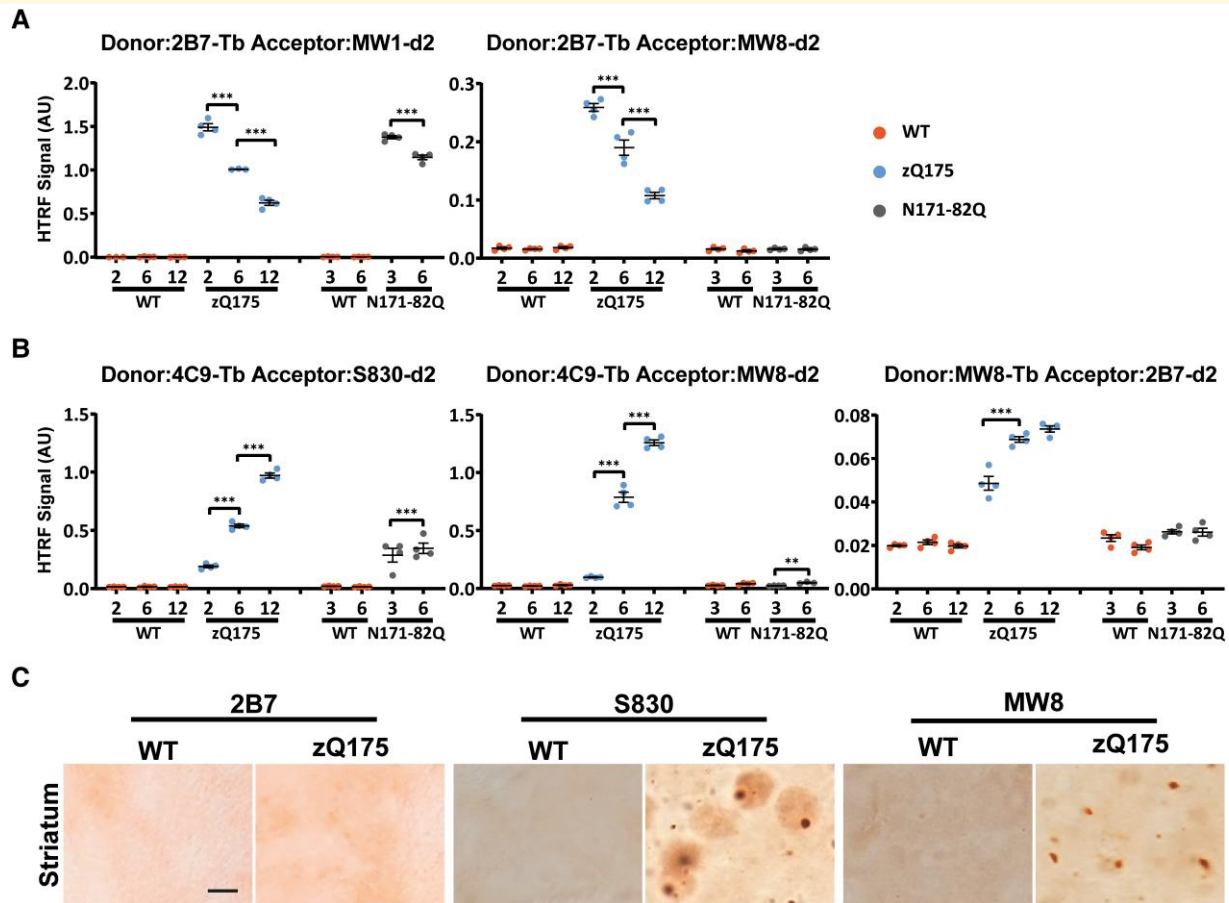 A
Donor:2B7-Tb Acceptor:MW1-d2
Donor:2B7-Tb Acceptor:MW8-d2
HTRF Signal (AU)
2.0
1.5
1.0
0.5
0.0
***
***
***
2 6 12 2 6 12 3 6 3 6
WT zQ175 WT N171-82Q
0.3
0.2
0.1
0.0
***
***
2 6 12 2 6 12 3 6 3 6
WT zQ175 WT N171-82Q
WT
zQ175
N171-82Q
B
Donor:4C9-Tb Acceptor:S830-d2
Donor:4C9-Tb Acceptor:MW8-d2
Donor:MW8-Tb Acceptor:2B7-d2
HTRF Signal (AU)
1.5
1.0
0.5
0.0
***
***
***
2 6 12 2 6 12 3 6 3 6
WT zQ175 WT N171-82Q
1.5
1.0
0.5
0.0
***
***
**
2 6 12 2 6 12 3 6 3 6
WT zQ175 WT N171-82Q
0.08
0.06
0.04
0.02
0.00
***
2 6 12 2 6 12 3 6 3 6
WT zQ175 WT N171-82Q
C
2B7 S830 MW8
WT zQ175 WT zQ175 WT zQ175
Striatum